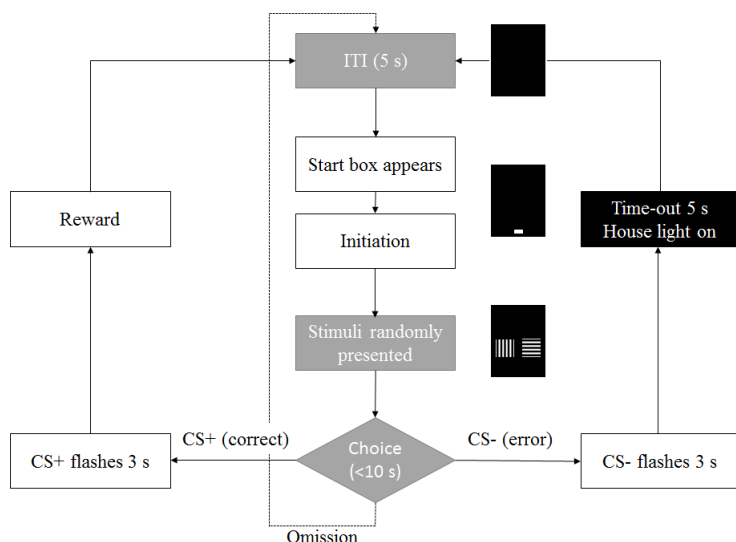 ITI (5 s)
Start box appears
Reward
Time-out 5 s
House light on
Initiation
Stimuli randomly
presented
CS+ (correct)
CS- (error)
CS+ flashes 3 s
Choice
(<10 s)
CS- flashes 3 s
Omission